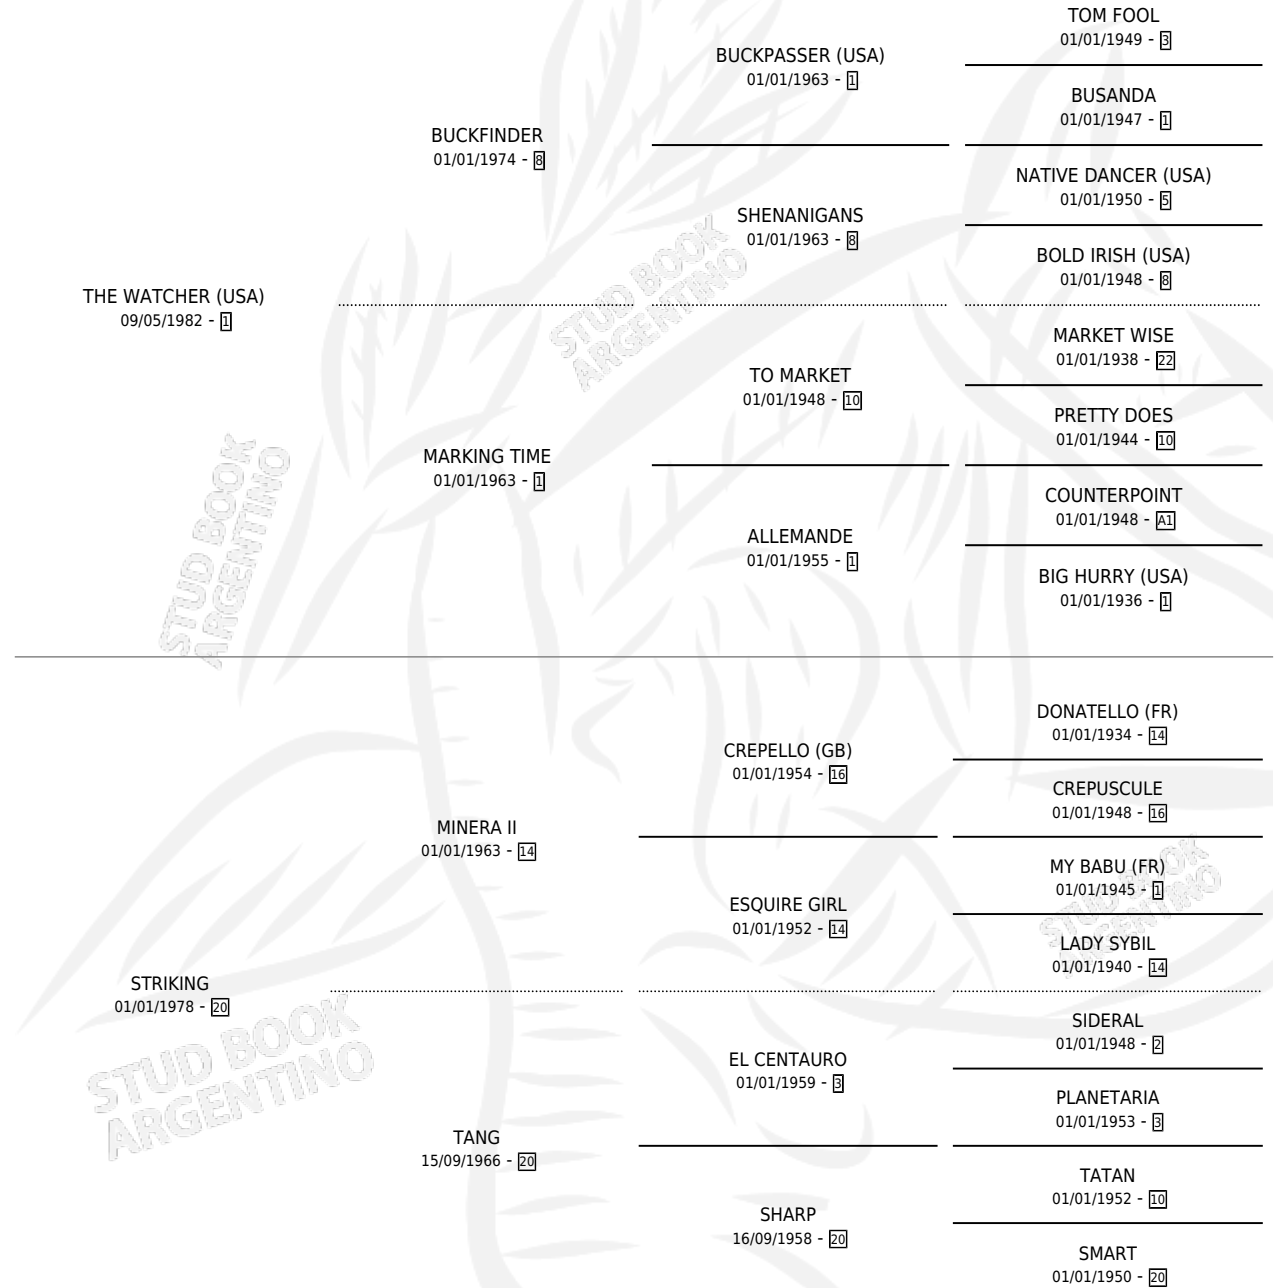 TOM FOOL
01/01/1949 - 3
BUCKPASSER (USA)
01/01/1963 - 1
BUSANDA
01/01/1947 - 1
BUCKFINDER
01/01/1974 - 8
NATIVE DANCER (USA)
01/01/1950 - 5
SHENANIGANS
01/01/1963 - 8
BOLD IRISH (USA)
01/01/1948 - 8
THE WATCHER (USA)
09/05/1982 - 1
MARKET WISE
01/01/1938 - 22
TO MARKET
01/01/1948 - 10
PRETTY DOES
01/01/1944 - 10
MARKING TIME
01/01/1963 - 1
COUNTERPOINT
01/01/1948 - A1
ALLEMANDE
01/01/1955 - 1
BIG HURRY (USA)
01/01/1936 - 1
DONATELLO (FR)
01/01/1934 - 14
CREPELLO (GB)
01/01/1954 - 16
CREPUSCULE
01/01/1948 - 16
MINERA II
01/01/1963 - 14
MY BABU (FR)
01/01/1945 - 1
ESQUIRE GIRL
01/01/1952 - 14
LADY SYBIL
01/01/1940 - 14
STRIKING
01/01/1978 - 20
SIDERAL
01/01/1948 - 2
EL CENTAURO
01/01/1959 - 3
PLANETARIA
01/01/1953 - 3
TANG
15/09/1966 - 20
TATAN
01/01/1952 - 10
SHARP
16/09/1958 - 20
SMART
01/01/1950 - 20
STUD BOOK
ARGENTINO
STUD BOOK
ARGENTINO
STUD BOOK
ARGENTINO
STUD BOOK
ARGENTINO